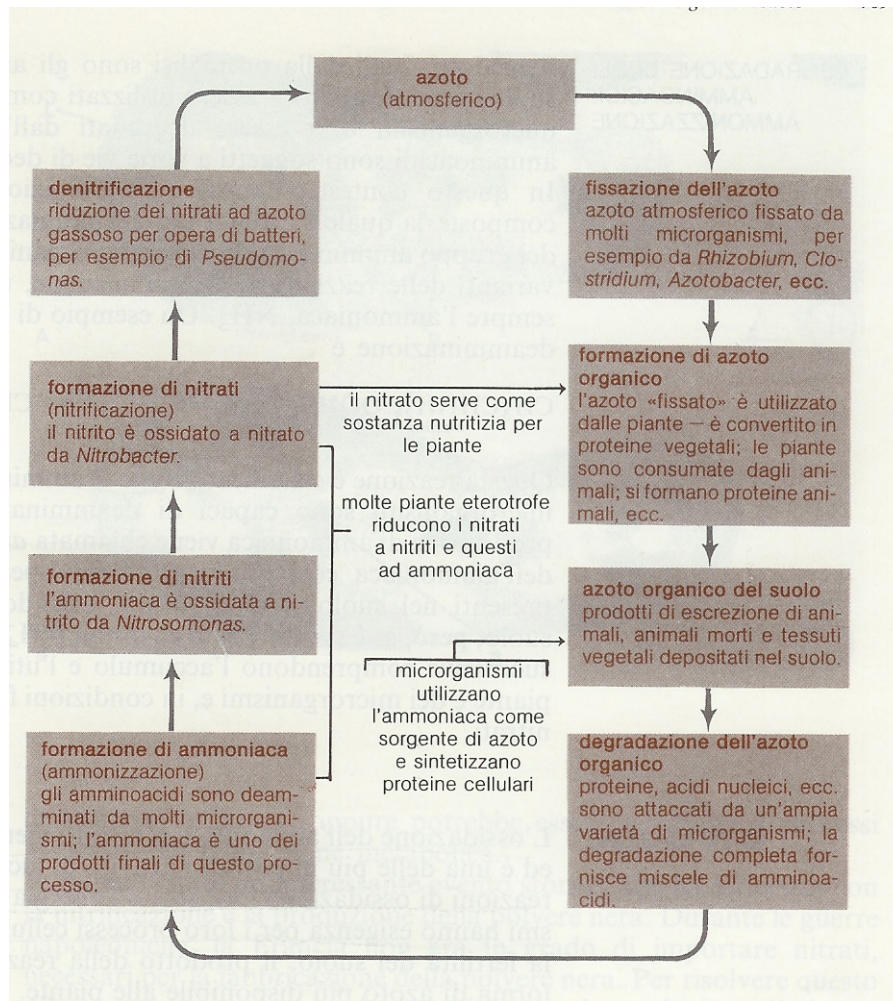 azoto
(atmosferico)
denitrificazione
riduzione dei nitrati ad azoto
gassoso per opera di batteri,
per esempio di Pseudomo-
nas.
fissazione dell'azoto
azoto atmosferico fissato da
molti microrganismi, per
esempio da Rhizobium, Clo-
stridium, Azotobacter, ecc.
formazione di nitrati
(nitrificazione)
il nitrito è ossidato a nitrato
da Nitrobacter.
il nitrato serve come
sostanza nutritizia per
le piante
formazione di azoto
organico
l'azoto «fissato» è utilizzato
dalle piante — è convertito in
proteine vegetali; le piante
sono consumate dagli ani-
mali; si formano proteine ani-
mali, ecc.
molte piante eterotrofe
riducono i nitrati
a nitriti e questi
ad ammoniaca
formazione di nitriti
l'ammoniaca è ossidata a ni-
trito da Nitrosomonas.
azoto organico del suolo
prodotti di escrezione di ani-
mali, animali morti e tessuti
vegetali depositati nel suolo.
microrganismi
utilizzano
l'ammoniaca come
sorgente di azoto
e sintetizzano
proteine cellulari
formazione di ammoniaca
(ammonizzazione)
gli amminoacidi sono deam-
minati da molti microrgani-
smi; l'ammoniaca è uno dei
prodotti finali di questo pro-
cesso.
degradazione dell'azoto
organico
proteine, acidi nucleici, ecc.
sono attaccati da un'ampia
varietá di microrganismi; la
degradazione completa for-
nisce miscele di amminoa-
cidi.